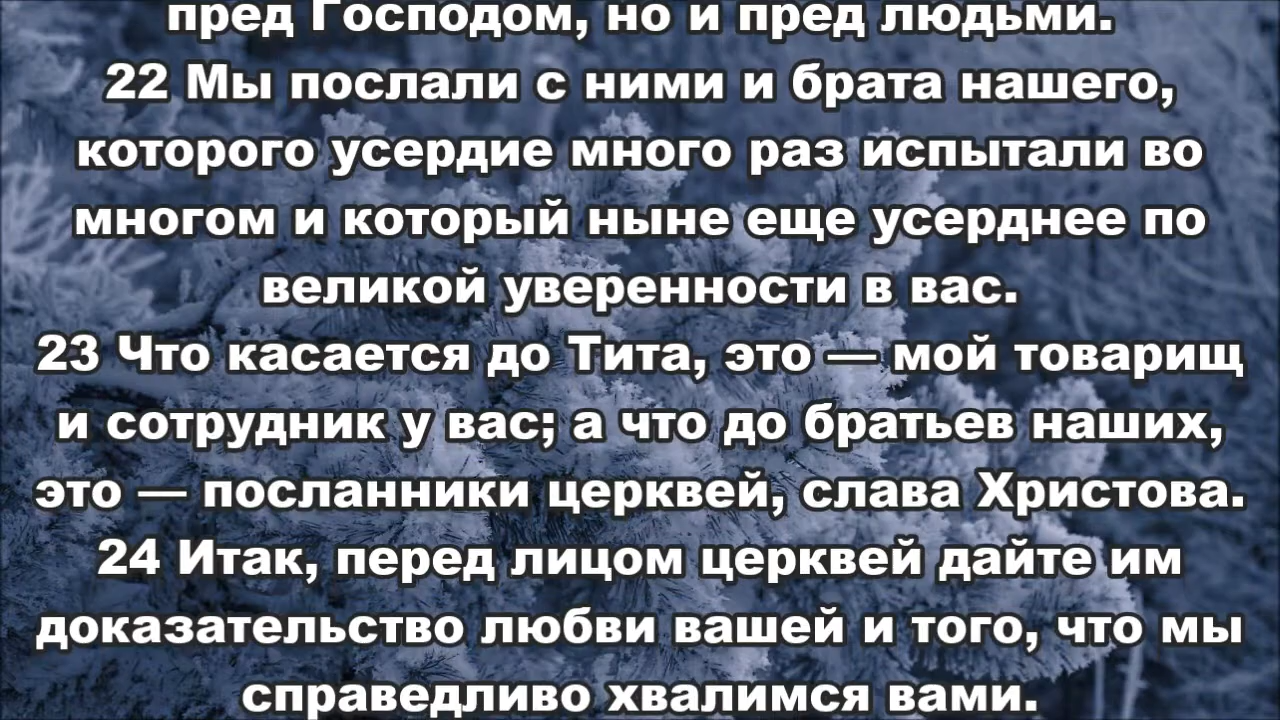 пред Господом, но и пред людьми.
22 Мы послали с ними и брата нашего,
которого усердие много раз испытали во
многом и который ныне еще усерднее по
великой уверенности в вас.
23 Что касается до Тита, это — мой товарищ
и сотрудник у вас; а что до братьев наших,
это — посланники церквей, слава Христова.
24 Итак, перед лицом церквей дайте им
доказательство любви вашей и того, что мы
справедливо хвалимся вами.